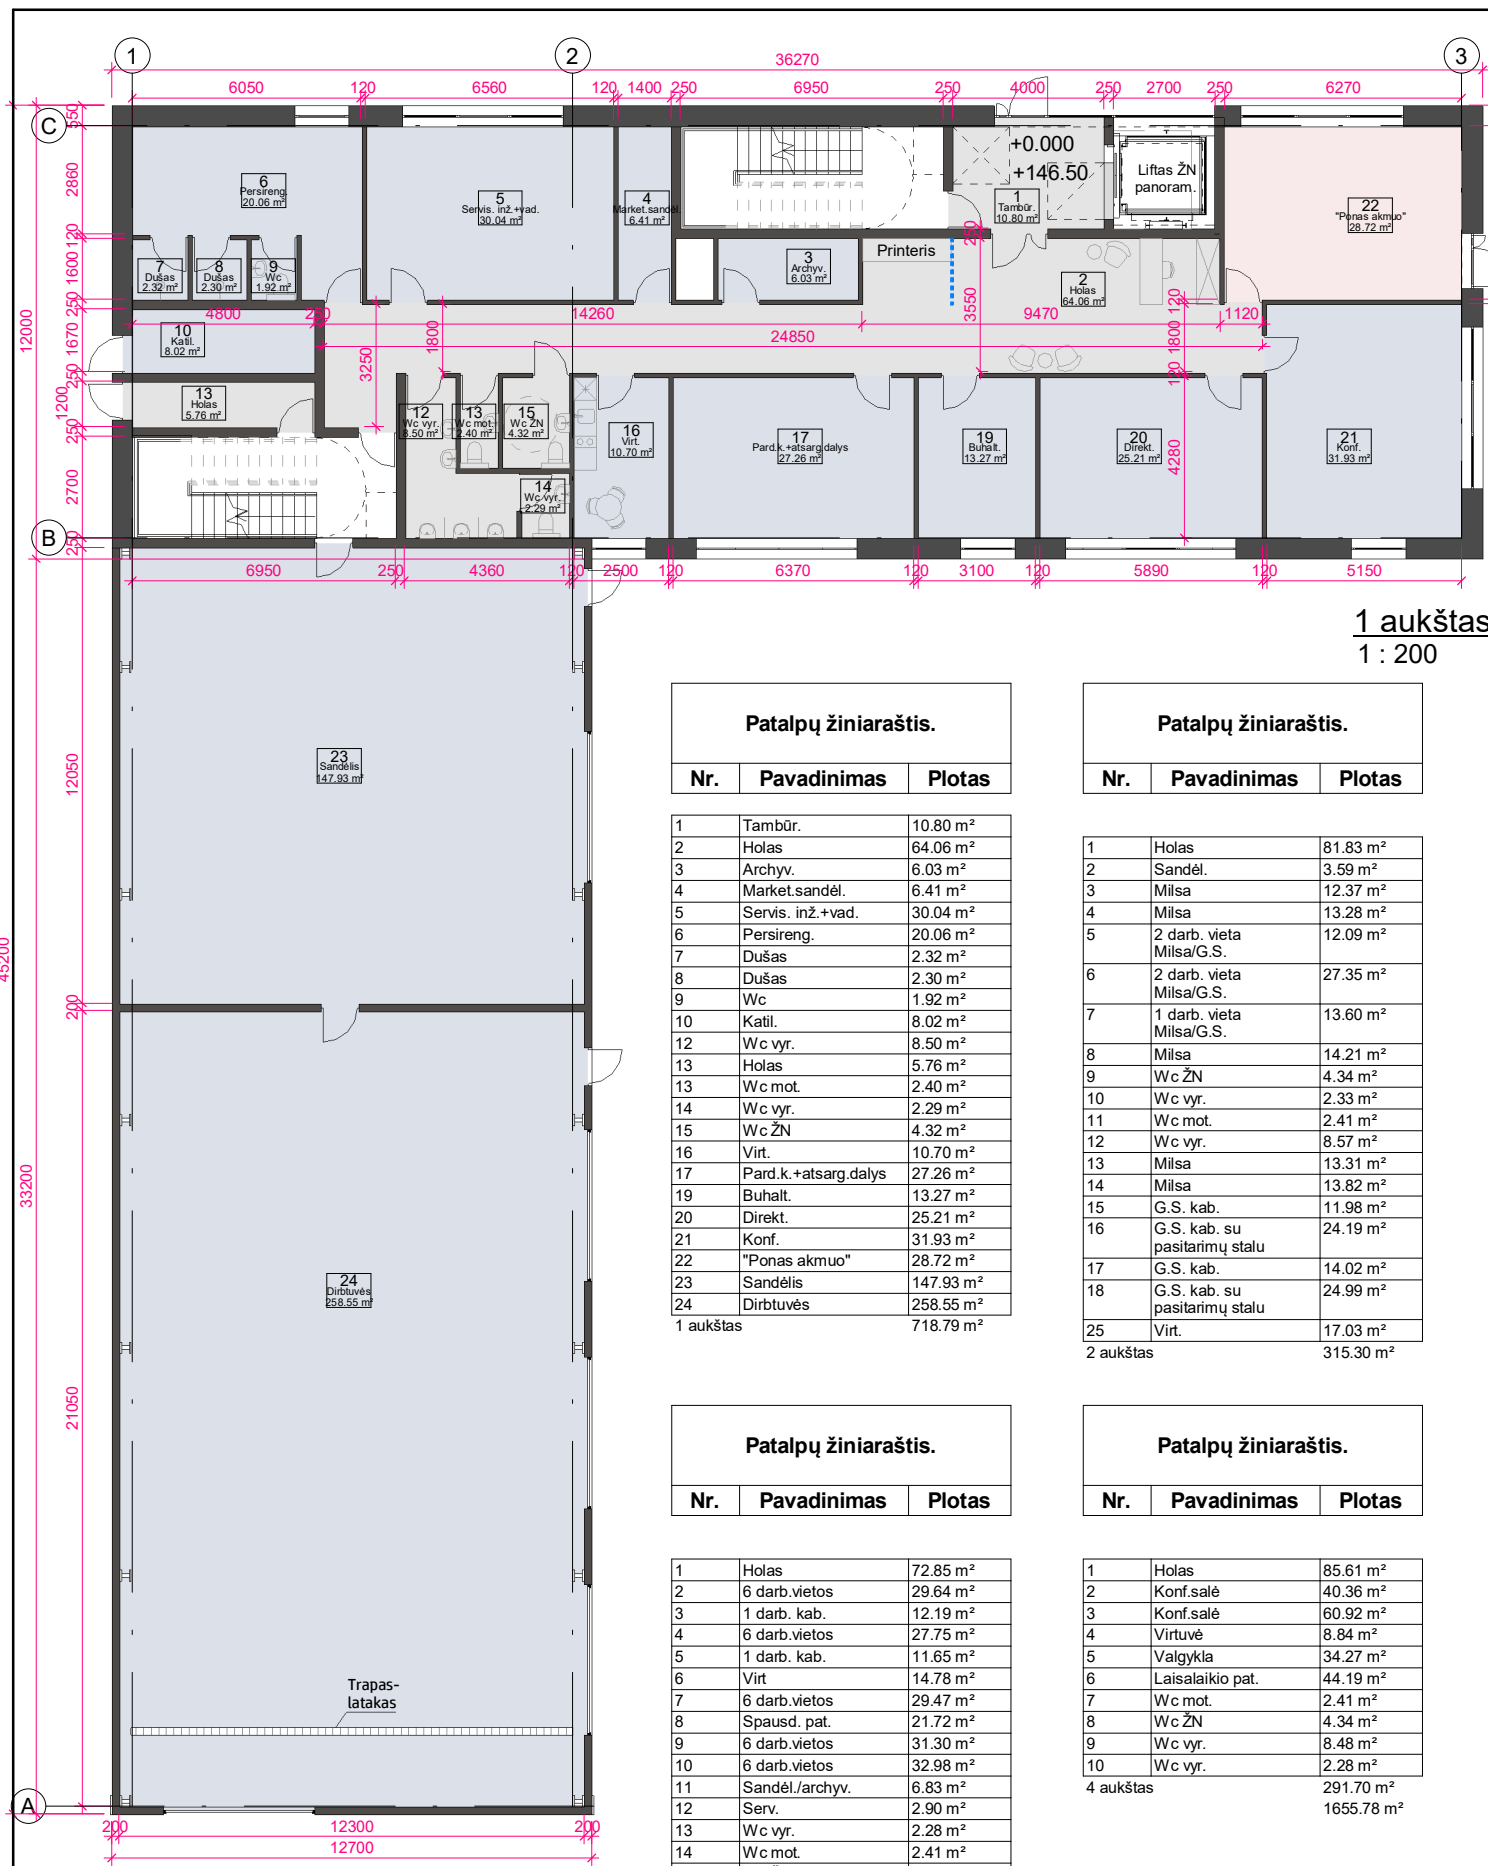 1
2
3
36270
6050
120
6560
120
1400
250
6950
250
4000
250
2700
250
6270
C
550
2860
120
1600
250
1670
250
1200
250
2700
250
12000
B
+0.000
+146.50
Liftas ŽN
panoram.
6
Persireng.
20.06 m²
5
Servis. inž.+vad.
30.04 m²
4
Market.sandėl.
6.41 m²
1
Tambūr.
10.80 m²
22
"Ponas akmuo"
28.72 m²
7
Dušas
2.32 m²
8
Dušas
2.30 m²
9
Wc
1.92 m²
3
Archyv.
6.03 m²
Printeris
250
2
Holas
64.06 m²
10
Katil.
8.02 m²
4800
250
14260
9470
1120
24850
1800
3250
3550
120
1800
120
4280
13
Holas
5.76 m²
12
Wc vyr.
8.50 m²
13
Wc mot.
2.40 m²
15
Wc ŽN
4.32 m²
14
Wc vyr.
2.29 m²
16
Virt.
10.70 m²
17
Pard.k.+atsarg.dalys
27.26 m²
19
Buhalt.
13.27 m²
20
Direkt.
25.21 m²
21
Konf.
31.93 m²
6950
250
4360
120
2500
120
6370
120
3100
120
5890
120
5150
1 aukštas
1 : 200
12050
23
Sandėlis
147.93 m²
45200
200
33200
21050
24
Dirbtuvės
258.55 m²
Trapas-
latakas
A
200
12300
200
12700
Patalpų žiniaraštis.
Nr. Pavadinimas Plotas
1 Tambūr. 10.80 m²
2 Holas 64.06 m²
3 Archyv. 6.03 m²
4 Market.sandėl. 6.41 m²
5 Servis. inž.+vad. 30.04 m²
6 Persireng. 20.06 m²
7 Dušas 2.32 m²
8 Dušas 2.30 m²
9 Wc 1.92 m²
10 Katil. 8.02 m²
12 Wc vyr. 8.50 m²
13 Holas 5.76 m²
13 Wc mot. 2.40 m²
14 Wc vyr. 2.29 m²
15 Wc ŽN 4.32 m²
16 Virt. 10.70 m²
17 Pard.k.+atsarg.dalys 27.26 m²
19 Buhalt. 13.27 m²
20 Direkt. 25.21 m²
21 Konf. 31.93 m²
22 "Ponas akmuo" 28.72 m²
23 Sandėlis 147.93 m²
24 Dirbtuvės 258.55 m²
1 aukštas 718.79 m²
Patalpų žiniaraštis.
Nr. Pavadinimas Plotas
1 Holas 81.83 m²
2 Sandėl. 3.59 m²
3 Milsa 12.37 m²
4 Milsa 13.28 m²
5 2 darb. vieta 12.09 m²
Milsa/G.S.
6 2 darb. vieta 27.35 m²
Milsa/G.S.
7 1 darb. vieta 13.60 m²
Milsa/G.S.
8 Milsa 14.21 m²
9 Wc ŽN 4.34 m²
10 Wc vyr. 2.33 m²
11 Wc mot. 2.41 m²
12 Wc vyr. 8.57 m²
13 Milsa 13.31 m²
14 Milsa 13.82 m²
15 G.S. kab. 11.98 m²
16 G.S. kab. su 24.19 m²
pasitarimų stalu
17 G.S. kab. 14.02 m²
18 G.S. kab. su 24.99 m²
pasitarimų stalu
25 Virt. 17.03 m²
2 aukštas 315.30 m²
Patalpų žiniaraštis.
Nr. Pavadinimas Plotas
1 Holas 72.85 m²
2 6 darb.vietos 29.64 m²
3 1 darb. kab. 12.19 m²
4 6 darb.vietos 27.75 m²
5 1 darb. kab. 11.65 m²
6 Virt 14.78 m²
7 6 darb.vietos 29.47 m²
8 Spausd. pat. 21.72 m²
9 6 darb.vietos 31.30 m²
10 6 darb.vietos 32.98 m²
11 Sandėl./archyv. 6.83 m²
12 Serv. 2.90 m²
13 Wc vyr. 2.28 m²
14 Wc mot. 2.41 m²
Patalpų žiniaraštis.
Nr. Pavadinimas Plotas
1 Holas 85.61 m²
2 Konf.salė 40.36 m²
3 Konf.salė 60.92 m²
4 Virtuvė 8.84 m²
5 Valgykla 34.27 m²
6 Laisalaikio pat. 44.19 m²
7 Wc mot. 2.41 m²
8 Wc ŽN 4.34 m²
9 Wc vyr. 8.48 m²
10 Wc vyr. 2.28 m²
4 aukštas 291.70 m²
1655.78 m²